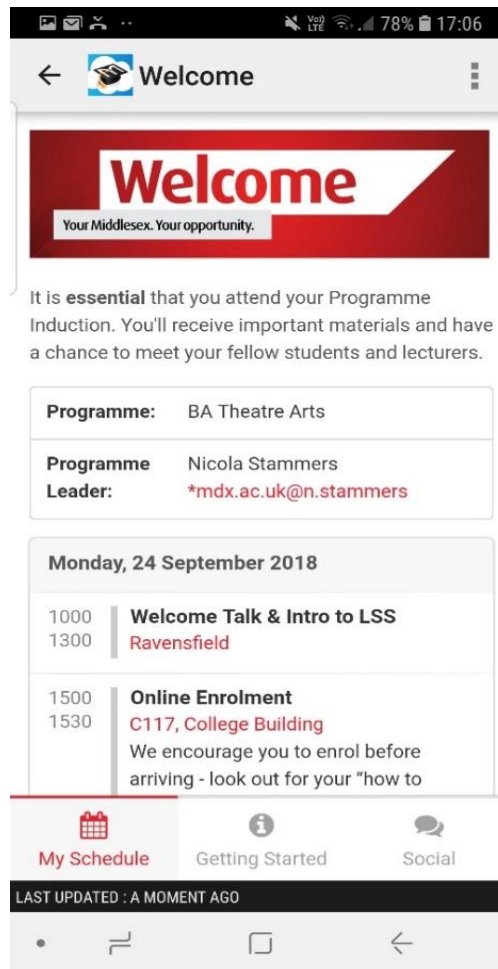 Vo))
LTE 78% 17:06
Welcome
Welcome
Your Middlesex. Your opportunity.
It is essential that you attend your Programme
Induction. You'll receive important materials and have
a chance to meet your fellow students and lecturers.
Programme: BA Theatre Arts
Programme Nicola Stammers
Leader: *mdx.ac.uk@n.stammers
Monday, 24 September 2018
1000 Welcome Talk & Intro to LSS
1300 Ravensfield
1500 Online Enrolment
1530 C117, College Building
We encourage you to enrol before
arriving - look out for your “how to
My Schedule Getting Started Social
LAST UPDATED : A MOMENT AGO